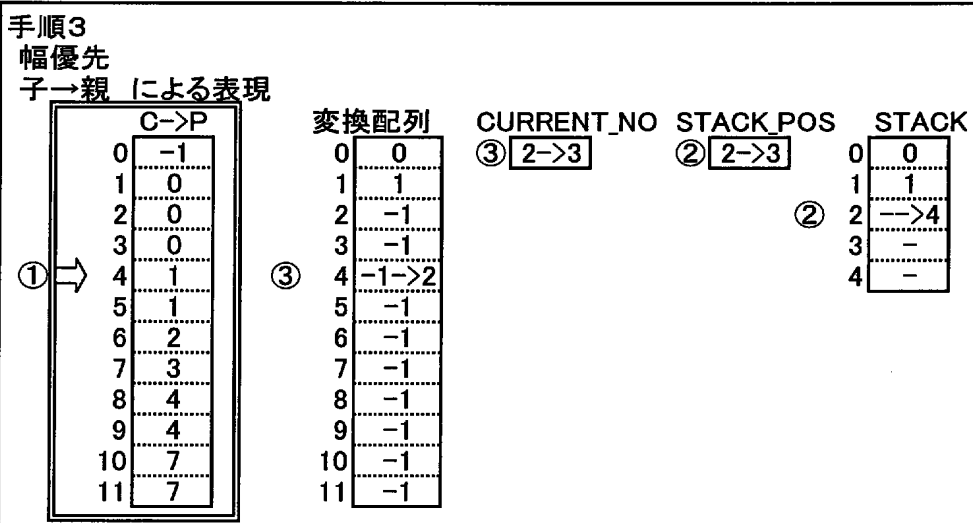 手順3
幅優先
子→親 による表現
C->P 変換配列 CURRENT_NO STACK_POS STACK
0 -1 0 0 ③ 2->3 ② 2->3 0 0
1 0 1 1 1 1
2 0 2 -1 ② 2 -->4
3 0 3 -1 3 -
① ⇨ 4 1 ③ 4 -1->2 4 -
5 1 5 -1
6 2 6 -1
7 3 7 -1
8 4 8 -1
9 4 9 -1
10 7 10 -1
11 7 11 -1